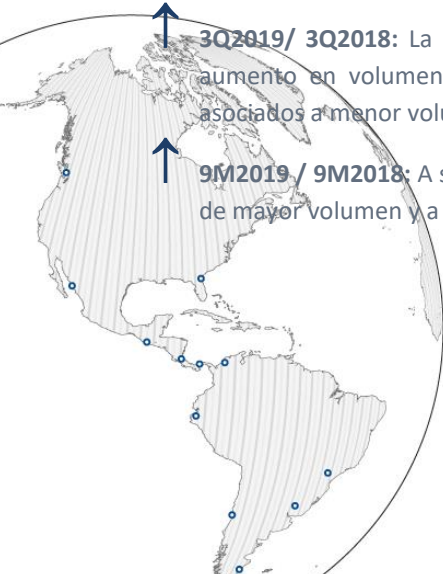 3Q2019/ 3Q2018: La
aumento en volumen
asociados a menor volu
9M2019 / 9M2018: A s
de mayor volumen y a